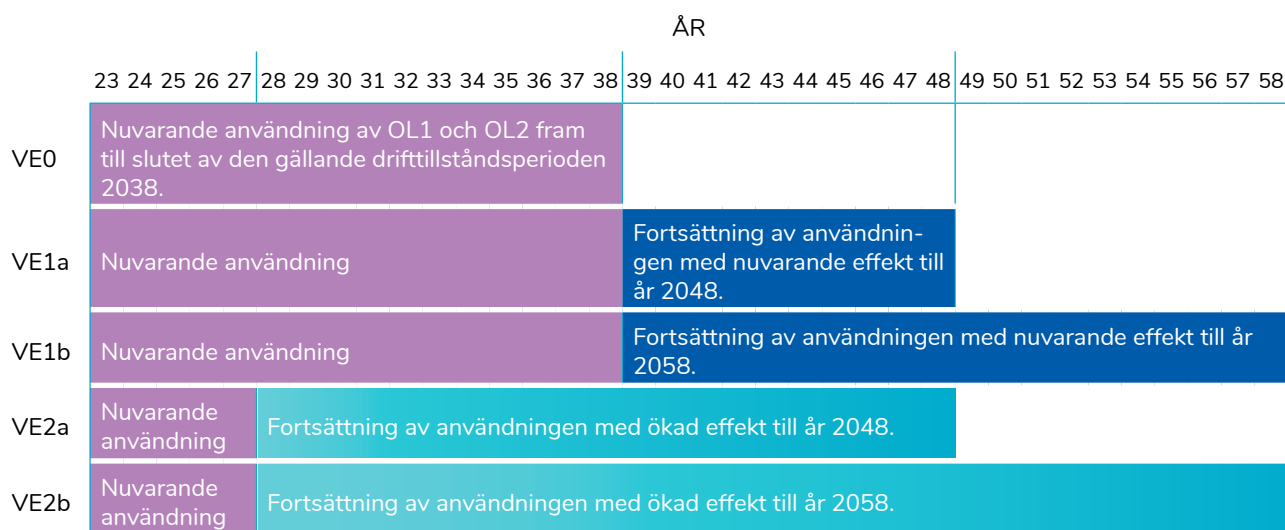 ÅR
23 24 25 26 27 28 29 30 31 32 33 34 35 36 37 38 39 40 41 42 43 44 45 46 47 48 49 50 51 52 53 54 55 56 57 58
VE0
Nuvarande användning av OL1 och OL2 fram
till slutet av den gällande drifttillståndsperioden
2038.
VE1a
Nuvarande användning
Fortsättning av användnin-
gen med nuvarande effekt till
år 2048.
VE1b
Nuvarande användning
Fortsättning av användningen med nuvarande effekt till år
2058.
VE2a
Nuvarande
användning
Fortsättning av användningen med ökad effekt till år 2048.
VE2b
Nuvarande
användning
Fortsättning av användningen med ökad effekt till år 2058.